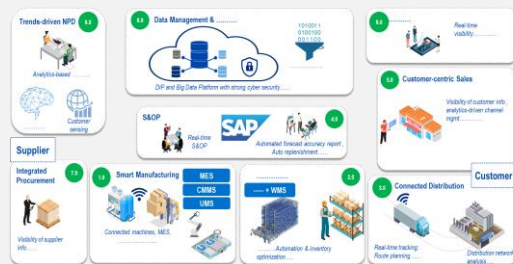 Trends-driven NPD
6.0
Analytics-based ..........
Customer sensing
8.0
Data Management & ..........
1010011
0100100
001100
D/P and Big Data Platform with strong cyber security......
9.0
Real-time
visibility..........
5.0
Customer-centric Sales
Visibility of customer info ,
analytics-driven channel
mgmt .........
S&OP
Real-time
S&OP
SAP
4.0
Automated forecast accuracy report ,
Auto replenishment.......
Supplier
Integrated
Procurement
7.0
Visibility of supplier
info.......
1.0
Smart Manufacturing
MES
CMMS
UMS
Connected machines, MES,
.............
----- + WMS
2.0
Automation & inventory
optimization .....
3.0
Connected Distribution
Customer
Real-time tracking;
Route planning.......
Distribution network
analysis......